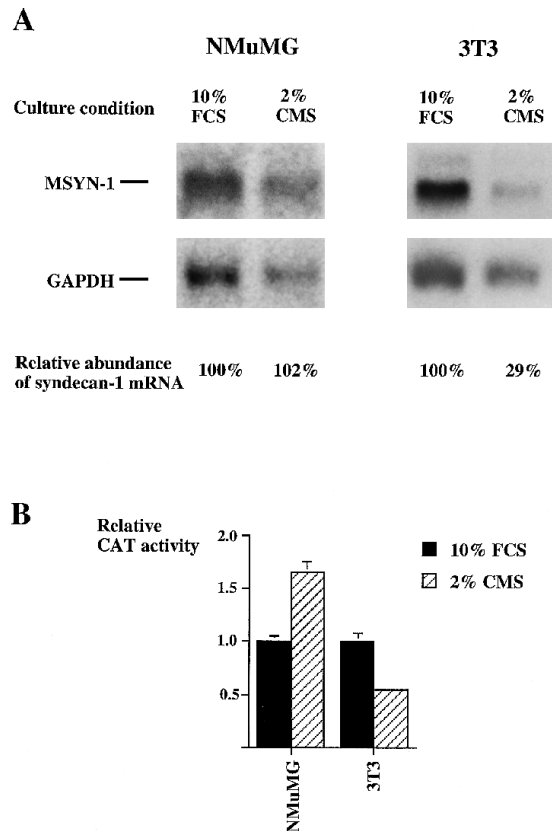 A
NMuMG 3T3
Culture condition 10% FCS 2% CMS 10% FCS 2% CMS
MSYN-1
GAPDH
Relative abundance of syndecan-1 mRNA 100% 102% 100% 29%
B
Relative CAT activity
2.0
1.5
1.0
0.5
10% FCS
2% CMS
NMuMG
3T3